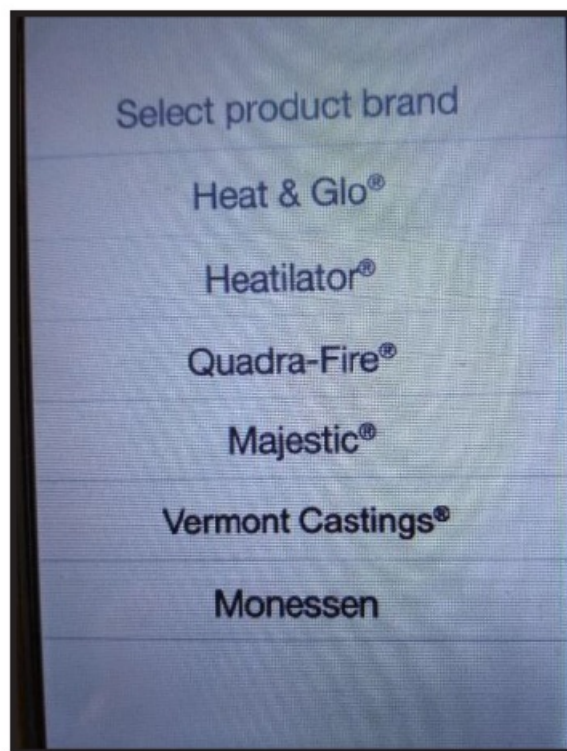 Select product brand
Heat & Glo®
Heatilator®
Quadra-Fire®
Majestic®
Vermont Castings®
Monessen